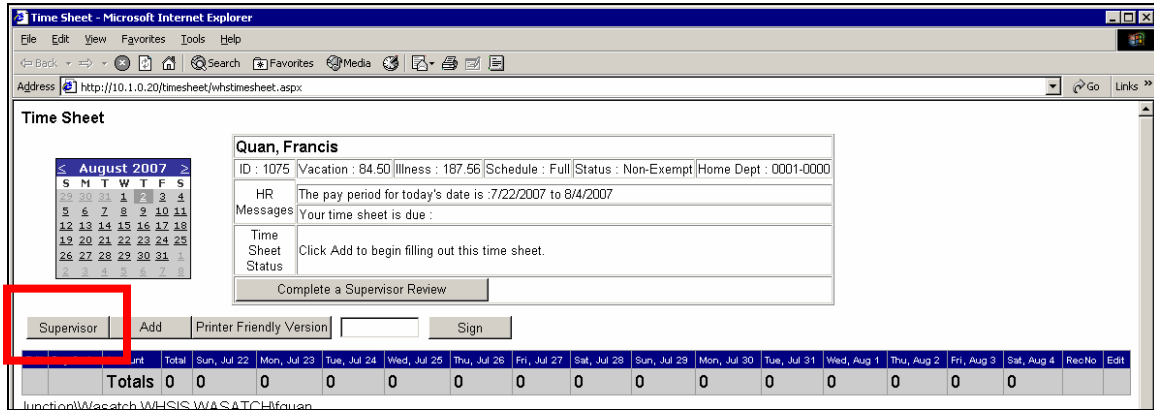 Time Sheet - Microsoft Internet Explorer
File Edit View Favorites Tools Help
Back Search Favorites Media
Address http://10.1.0.20/timesheet/whstimesheet.aspx Go Links »
Time Sheet
< August 2007 >
S M T W T F S
29 30 31 1 2 3 4
5 6 7 8 9 10 11
12 13 14 15 16 17 18
19 20 21 22 23 24 25
26 27 28 29 30 31 1
2 3 4 5 6 7 8
Quan, Francis
ID : 1075 Vacation : 84.50 Illness : 187.56 Schedule : Full Status : Non-Exempt Home Dept : 0001-0000
HR Messages
The pay period for today's date is :7/22/2007 to 8/4/2007
Your time sheet is due :
Time Sheet Status
Click Add to begin filling out this time sheet.
Complete a Supervisor Review
Supervisor Add Printer Friendly Version Sign
Total Sun, Jul 22 Mon, Jul 23 Tue, Jul 24 Wed, Jul 25 Thu, Jul 26 Fri, Jul 27 Sat, Jul 28 Sun, Jul 29 Mon, Jul 30 Tue, Jul 31 Wed, Aug 1 Thu, Aug 2 Fri, Aug 3 Sat, Aug 4 RecNo Edit
Totals 0 0 0 0 0 0 0 0 0 0 0 0 0 0 0